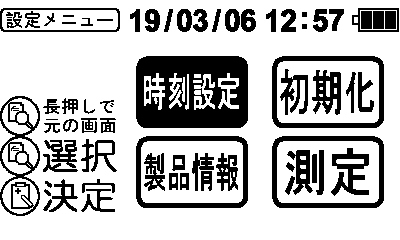 設定メニュー 19/03/06 12:57
長押しで
元の画面
選択
決定
時刻設定 初期化
製品情報 測定